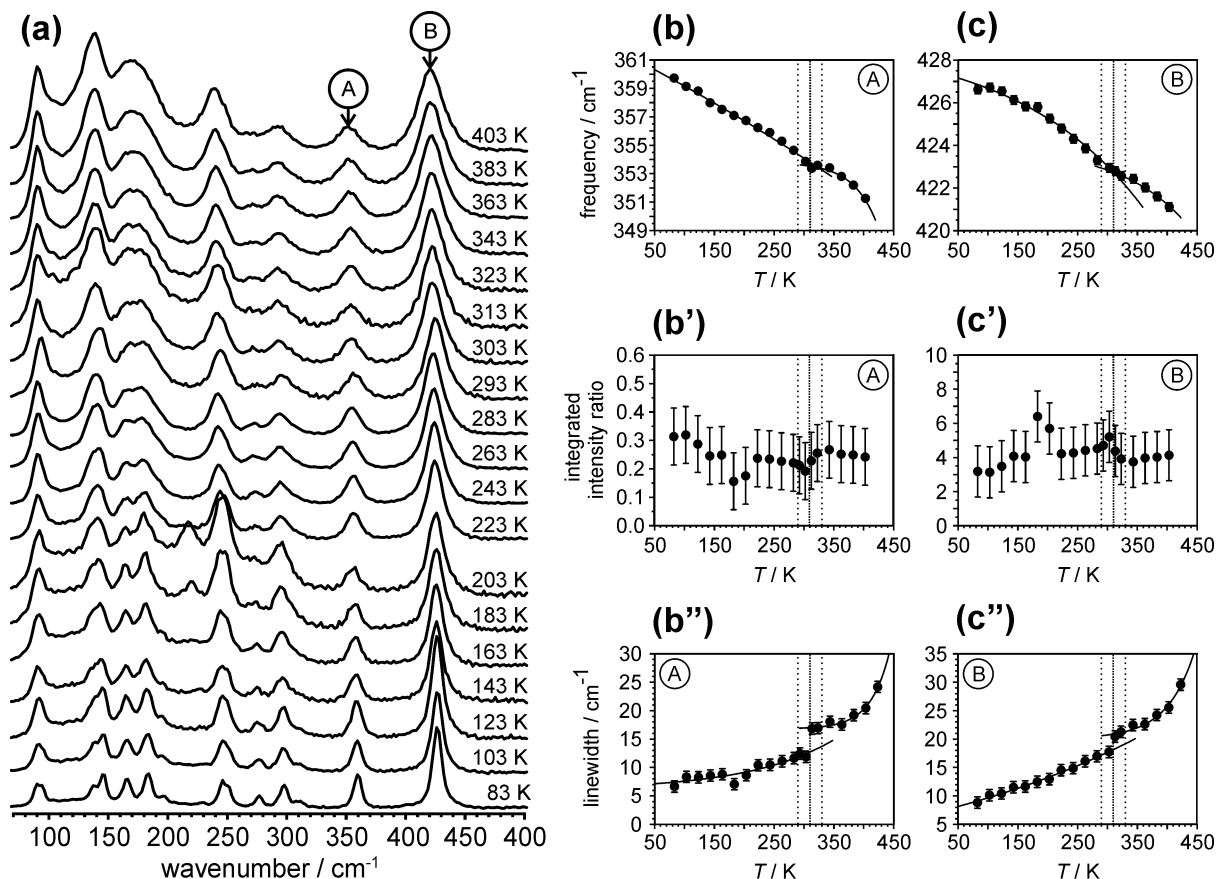 (a)
A
B
403 K
383 K
363 K
343 K
323 K
313 K
303 K
293 K
283 K
263 K
243 K
223 K
203 K
183 K
163 K
143 K
123 K
103 K
83 K
100 150 200 250 300 350 400 450 400
wavenumber / cm-1
(b)
A
361
359
357
355
353
351
349
frequency / cm-1
50 150 250 350 450
T / K
(c)
B
428
426
424
422
420
50 150 250 350 450
T / K
(b’)
A
0.6
0.5
0.4
0.3
0.2
0.1
0.0
integrated
intensity ratio
50 150 250 350 450
T / K
(c’)
B
10
8
6
4
2
0
50 150 250 350 450
T / K
(b”)
A
30
25
20
15
10
5
0
linewidth / cm-1
50 150 250 350 450
T / K
(c”)
B
35
30
25
20
15
10
5
50 150 250 350 450
T / K